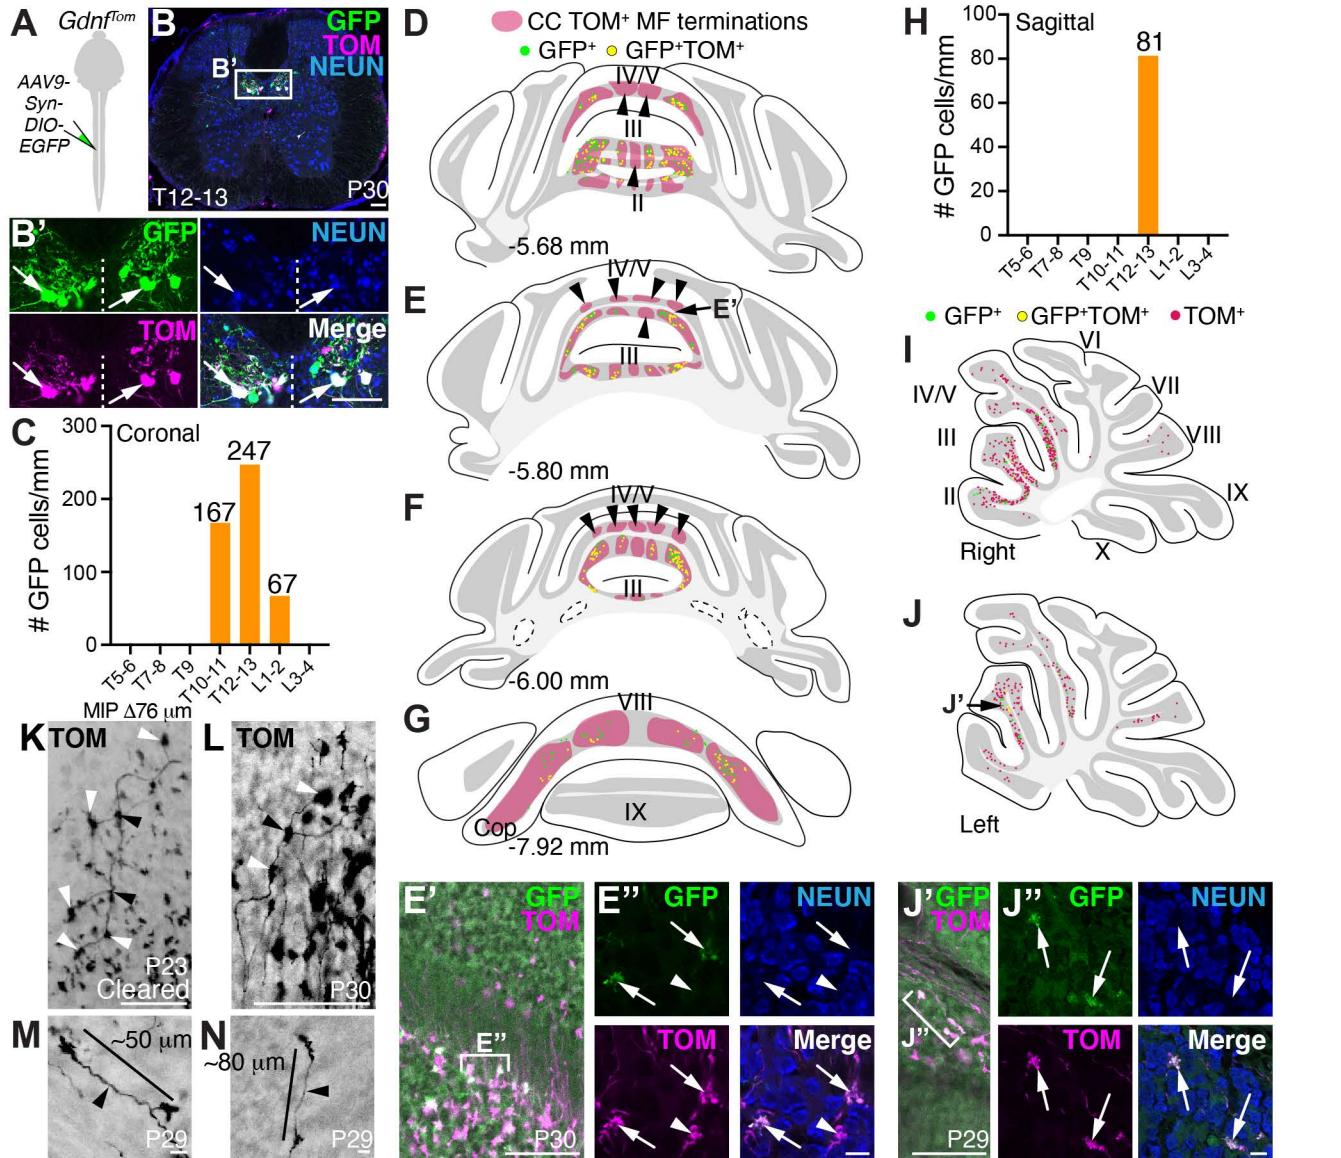 A
Gdnf^Tom
AAV9-
Syn-
DIO-
EGFP
B
GFP
TOM
NEUN
B'
T12-13
P30
B'
GFP
NEUN
TOM
Merge
C
Coronal
# GFP cells/mm
300
200
100
0
167
247
67
T5-6
T7-8
T9
T10-11
T12-13
L1-2
L3-4
D
CC TOM⁺ MF terminations
GFP⁺ GFP⁺TOM⁺
IV/V
III
II
-5.68 mm
E
IV/V
E'
III
-5.80 mm
F
IV/V
III
-6.00 mm
G
VIII
IX
Cop
-7.92 mm
H
Sagittal
# GFP cells/mm
100
80
60
40
20
0
81
T5-6
T7-8
T9
T10-11
T12-13
L1-2
L3-4
GFP⁺ GFP⁺TOM⁺ TOM⁺
I
VI
IV/V
VII
III
VIII
II
IX
Right
X
J
J'
Left
MIP Δ76 µm
K
TOM
P23
Cleared
L
TOM
P30
M
~50 µm
P29
N
~80 µm
P29
E'
GFP
TOM
E''
P30
E''
GFP
NEUN
TOM
Merge
J'
GFP
TOM
J''
P29
J''
GFP
NEUN
TOM
Merge